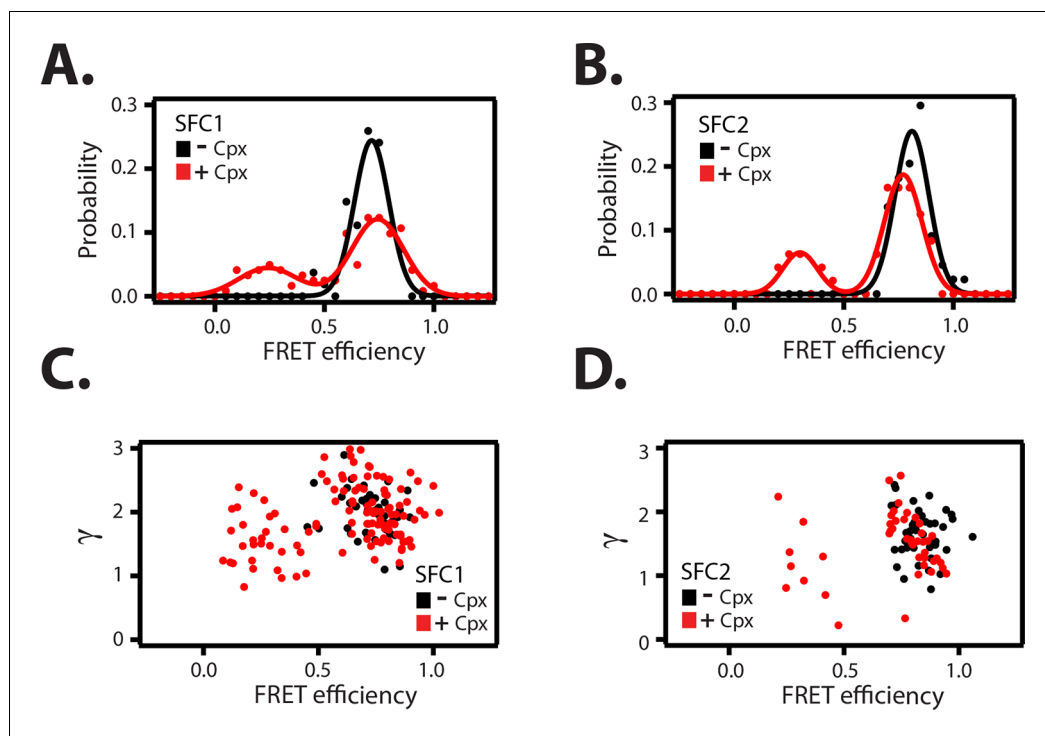 A.
0.3
0.2
0.1
0.0
Probability
SFC1
- Cpx
+ Cpx
0.0 0.5 1.0
FRET efficiency
B.
0.3
0.2
0.1
0.0
Probability
SFC2
- Cpx
+ Cpx
0.0 0.5 1.0
FRET efficiency
C.
3
2
1
0
γ
SFC1
- Cpx
+ Cpx
0.0 0.5 1.0
FRET efficiency
D.
3
2
1
0
γ
SFC2
- Cpx
+ Cpx
0.0 0.5 1.0
FRET efficiency